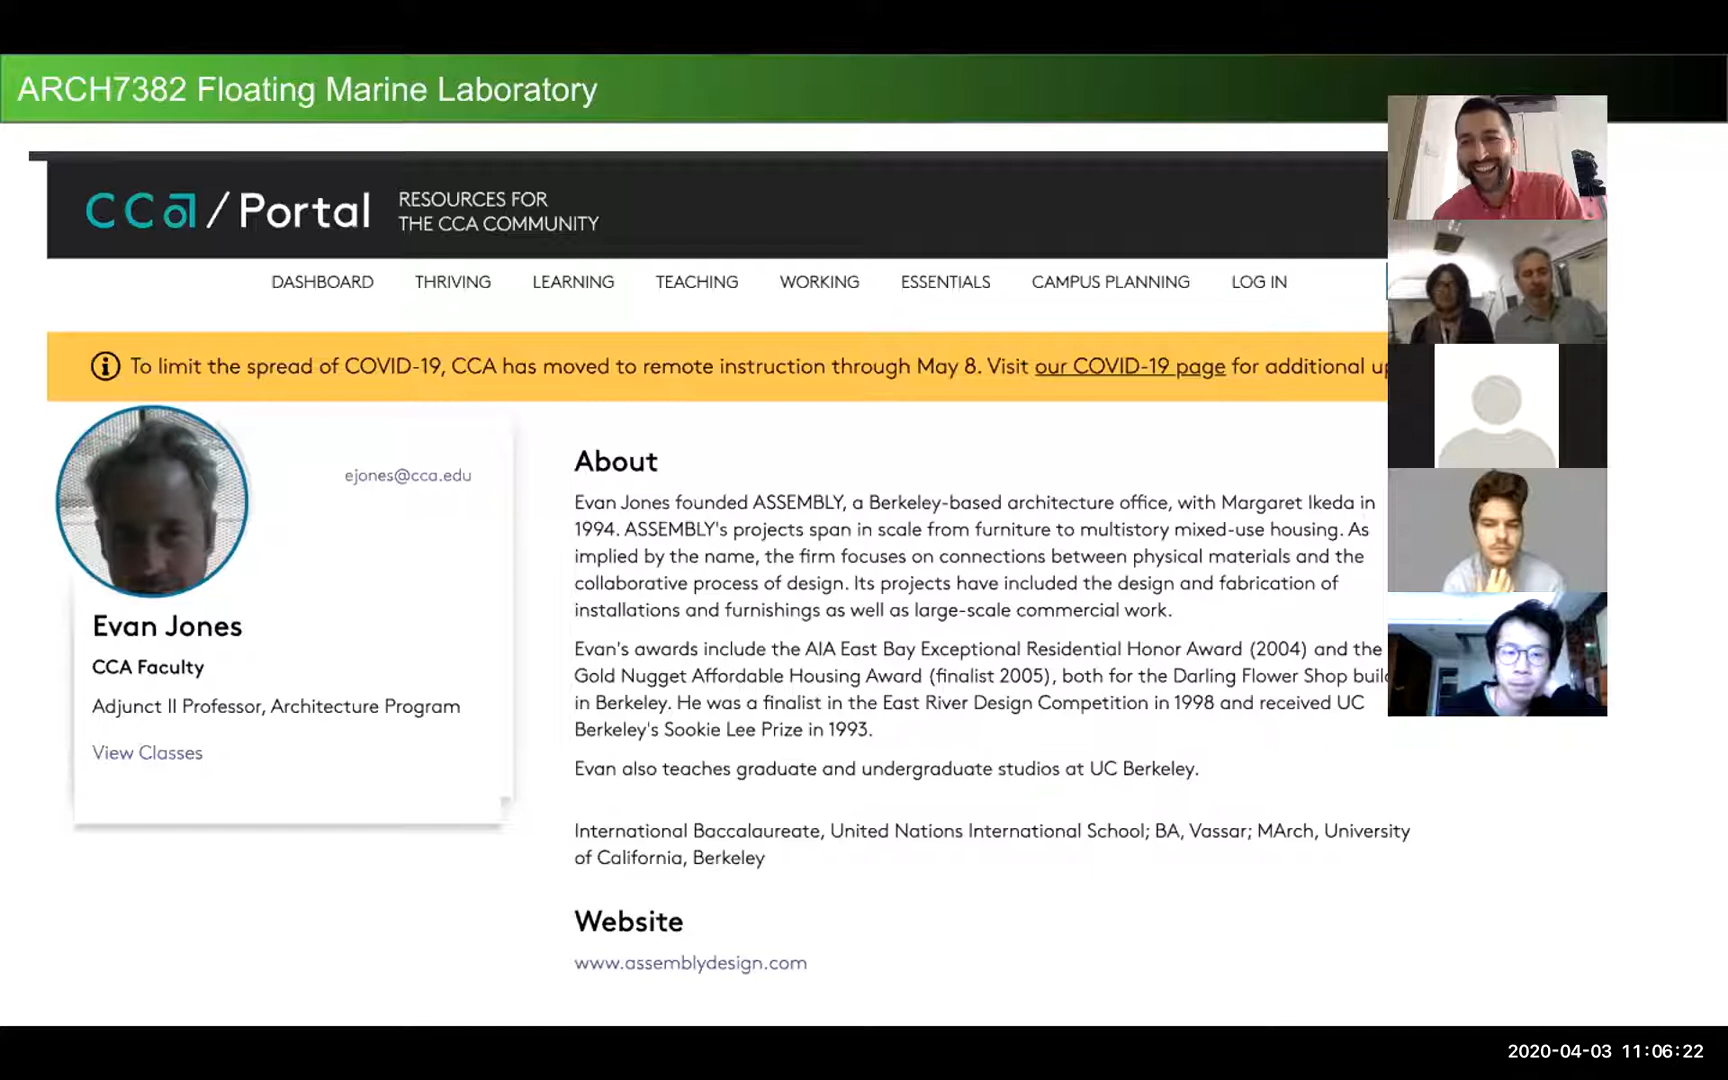 ARCH7382 Floating Marine Laboratory
CCa/Portal
RESOURCES FOR
THE CCA COMMUNITY
DASHBOARD THRIVING LEARNING TEACHING WORKING ESSENTIALS CAMPUS PLANNING LOG IN
To limit the spread of COVID-19, CCA has moved to remote instruction through May 8. Visit our COVID-19 page for additional
ejones@cca.edu
Evan Jones
CCA Faculty
Adjunct II Professor, Architecture Program
View Classes
About
Evan Jones founded ASSEMBLY, a Berkeley-based architecture office, with Margaret Ikeda in
1994. ASSEMBLY's projects span in scale from furniture to multistory mixed-use housing. As
implied by the name, the firm focuses on connections between physical materials and the
collaborative process of design. Its projects have included the design and fabrication of
installations and furnishings as well as large-scale commercial work.
Evan's awards include the AIA East Bay Exceptional Residential Honor Award (2004) and the
Gold Nugget Affordable Housing Award (finalist 2005), both for the Darling Flower Shop
in Berkeley. He was a finalist in the East River Design Competition in 1998 and received UC
Berkeley's Sookie Lee Prize in 1993.
Evan also teaches graduate and undergraduate studios at UC Berkeley.
International Baccalaureate, United Nations International School; BA, Vassar; MArch, University
of California, Berkeley
Website
www.assemblydesign.com
2020-04-03 11:06:22